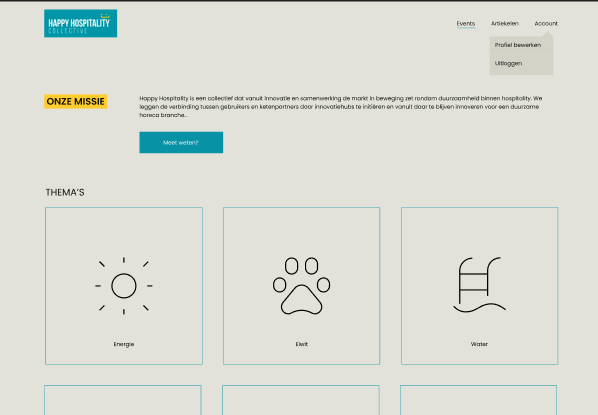 HAPPY HOSPITALITY
COLLECTIVE
Events
Artiekelen
Account
Profiel bewerken
Uitloggen
ONZE MISSIE
Happy Hospitality is een collectief dat vanuit innovatie en samenwerking de markt in beweging zet rondom duurzaamheid binnen hospitality. We
leggen de verbinding tussen gebruikers en ketenpartners door innovatiehubs te initiëren en vanuit daar te blijven innoveren voor een duurzame
horeca branche..
Meet weten?
THEMA'S
Energie
Eiwit
Water